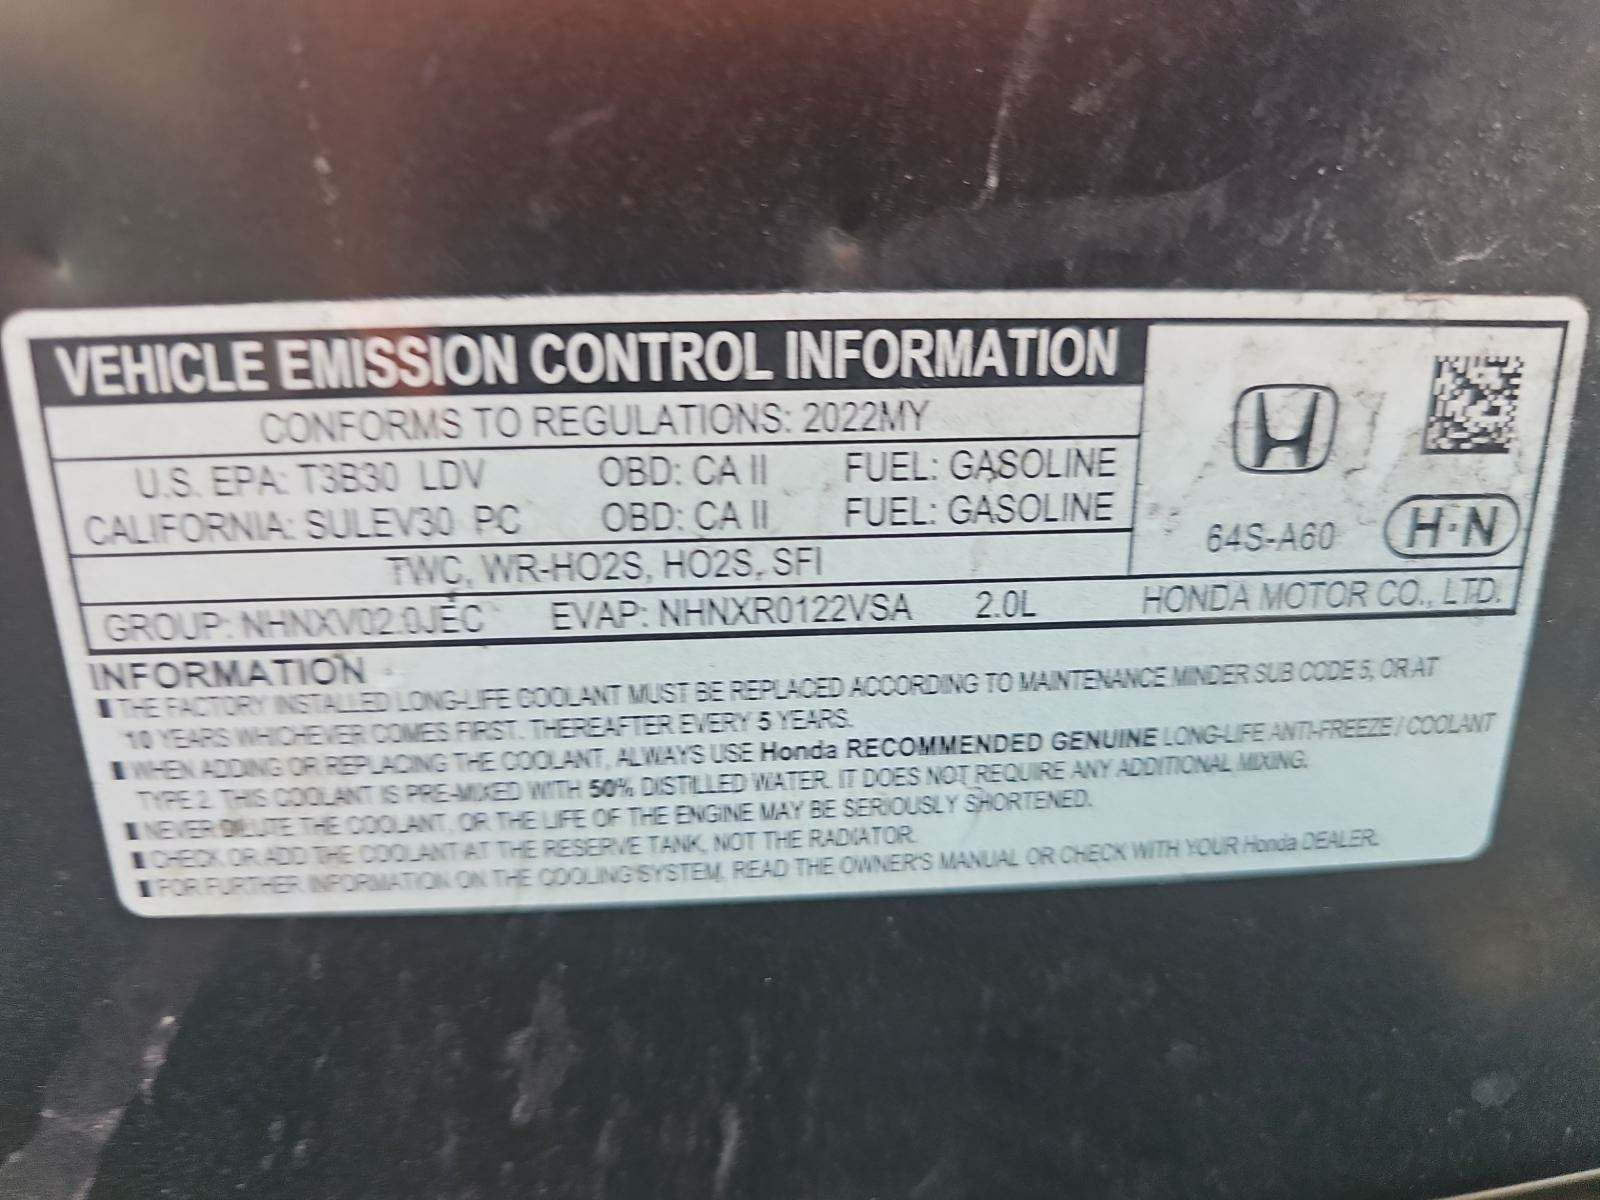 VEHICLE EMISSION CONTROL INFORMATION
CONFORMS TO REGULATIONS: 2022MY
U.S. EPA: T3B30 LDV OBD: CA II FUEL: GASOLINE
CALIFORNIA: SULEV30 PC OBD: CA II FUEL: GASOLINE
TWC, WR-HO2S, HO2S, SFI
64S-A60 H·N
GROUP: NHNXV02.0JEC EVAP: NHNXR0122VSA 2.0L HONDA MOTOR CO., LTD.
INFORMATION
THE FACTORY INSTALLED LONG-LIFE COOLANT MUST BE REPLACED ACCORDING TO MAINTENANCE MINDER SUB CODE 5, OR AT
10 YEARS WHICHEVER COMES FIRST. THEREAFTER EVERY 5 YEARS.
WHEN ADDING OR REPLACING THE COOLANT, ALWAYS USE Honda RECOMMENDED GENUINE LONG-LIFE ANTI-FREEZE / COOLANT
TYPE 2. THIS COOLANT IS PRE-MIXED WITH 50% DISTILLED WATER. IT DOES NOT REQUIRE ANY ADDITIONAL MIXING.
NEVER DILUTE THE COOLANT, OR THE LIFE OF THE ENGINE MAY BE SERIOUSLY SHORTENED.
CHECK OR ADD THE COOLANT AT THE RESERVE TANK, NOT THE RADIATOR.
FOR FURTHER INFORMATION ON THE COOLING SYSTEM, READ THE OWNER'S MANUAL OR CHECK WITH YOUR Honda DEALER.